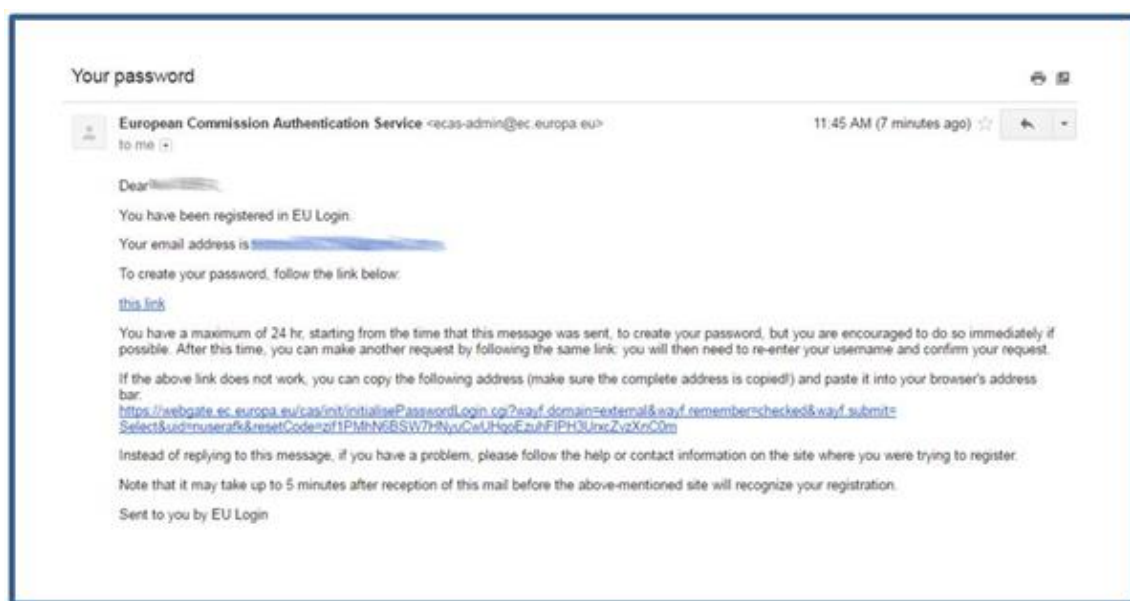 Your password
European Commission Authentication Service <ecas-admin@ec.europa.eu>
11:45 AM (7 minutes ago)
to me
Dear
You have been registered in EU Login.
Your email address is
To create your password, follow the link below:
this link
You have a maximum of 24 hr, starting from the time that this message was sent, to create your password, but you are encouraged to do so immediately if
possible. After this time, you can make another request by following the same link: you will then need to re-enter your username and confirm your request.
If the above link does not work, you can copy the following address (make sure the complete address is copied!) and paste it into your browser's address
bar:
https://webgate.ec.europa.eu/cas/init/initialisePasswordLogin.cgi?wayf.domain=external&wayf.remember=checked&wayf.submit=
Instead of replying to this message, if you have a problem, please follow the help or contact information on the site where you were trying to register.
Note that it may take up to 5 minutes after reception of this mail before the above-mentioned site will recognize your registration.
Sent to you by EU Login